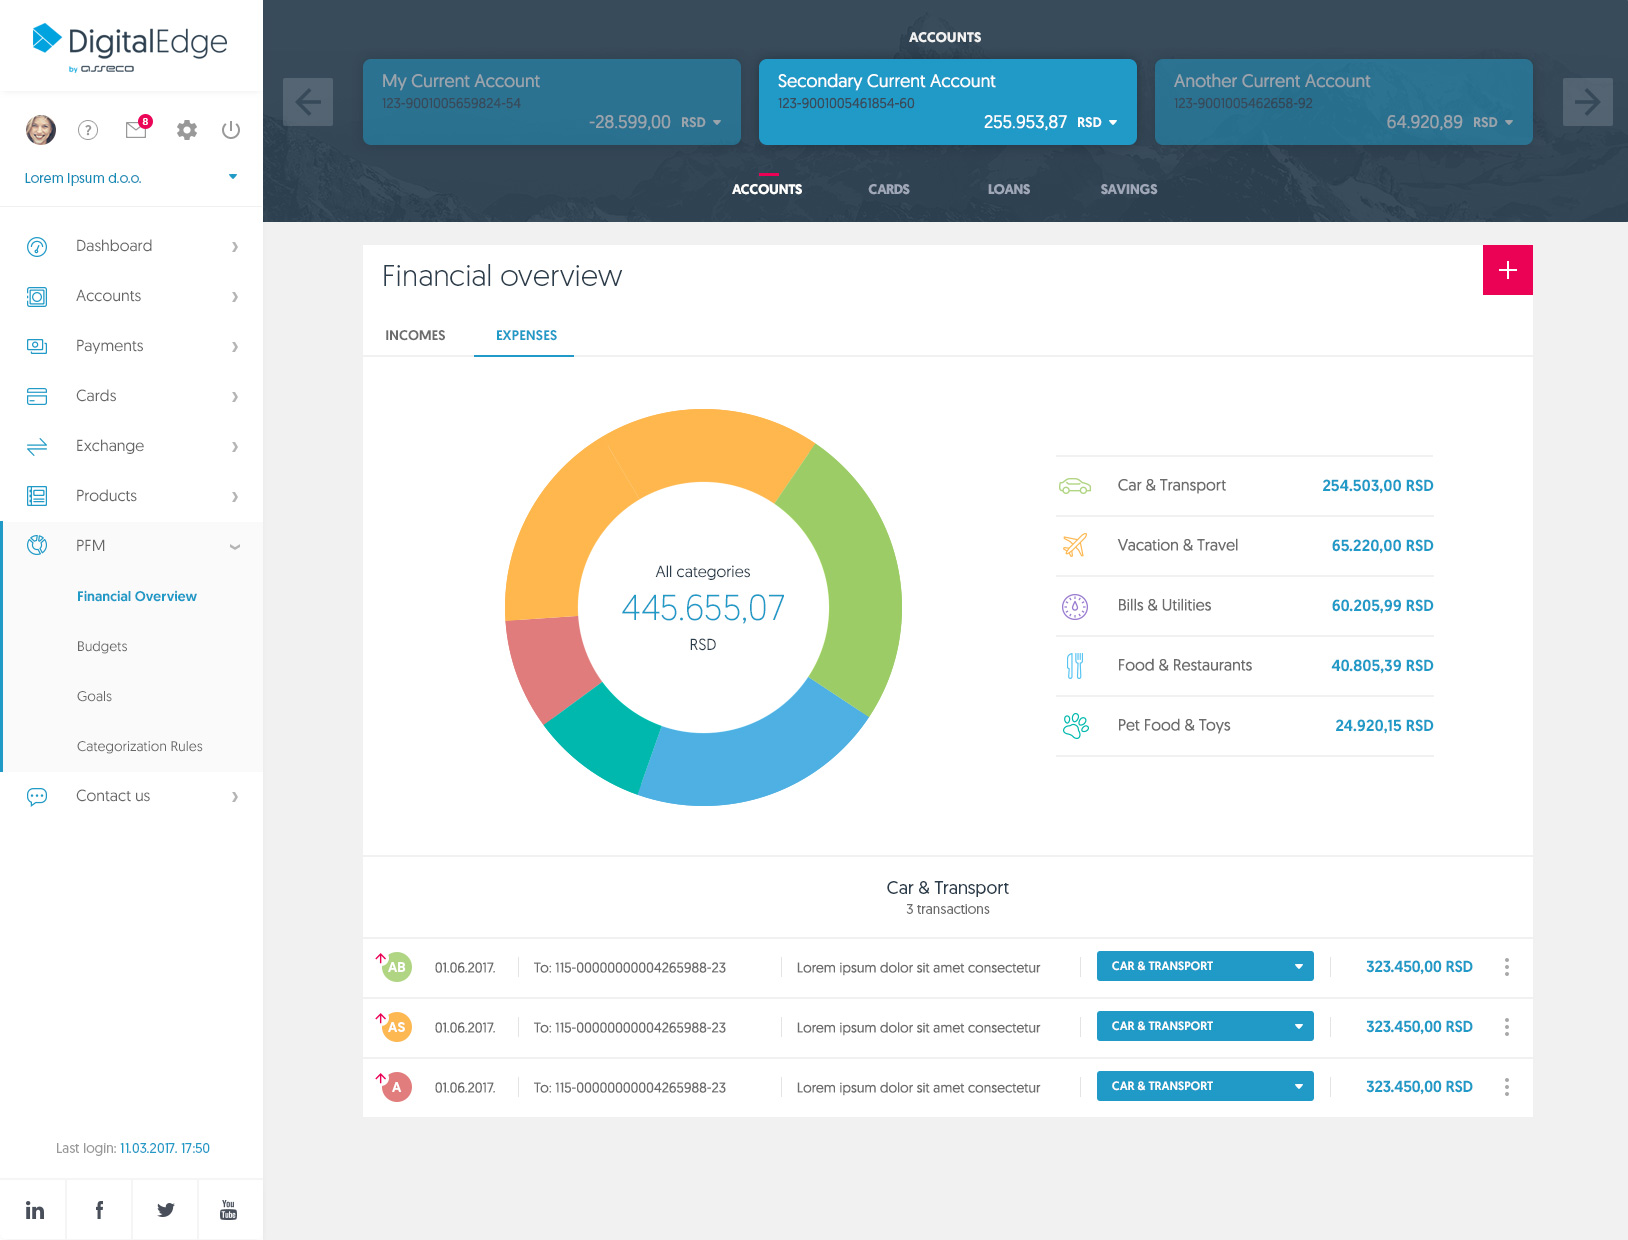 DigitalEdge
by asseco
8
Lorem Ipsum d.o.o.
Dashboard
Accounts
Payments
Cards
Exchange
Products
PFM
Financial Overview
Budgets
Goals
Categorization Rules
Contact us
Last login: 11.03.2017. 17:50
in
f
You
Tube
ACCOUNTS
My Current Account
123-9001005659824-54
-28.599,00 RSD
Secondary Current Account
123-9001005461854-60
255.953,87 RSD
Another Current Account
123-9001005462658-92
64.920,89 RSD
ACCOUNTS CARDS LOANS SAVINGS
Financial overview
+
INCOMES EXPENSES
All categories
445.655,07
RSD
Car & Transport 254.503,00 RSD
Vacation & Travel 65.220,00 RSD
Bills & Utilities 60.205,99 RSD
Food & Restaurants 40.805,39 RSD
Pet Food & Toys 24.920,15 RSD
Car & Transport
3 transactions
AB 01.06.2017. To: 115-00000000004265988-23 Lorem ipsum dolor sit amet consectetur CAR & TRANSPORT 323.450,00 RSD
AS 01.06.2017. To: 115-00000000004265988-23 Lorem ipsum dolor sit amet consectetur CAR & TRANSPORT 323.450,00 RSD
A 01.06.2017. To: 115-00000000004265988-23 Lorem ipsum dolor sit amet consectetur CAR & TRANSPORT 323.450,00 RSD